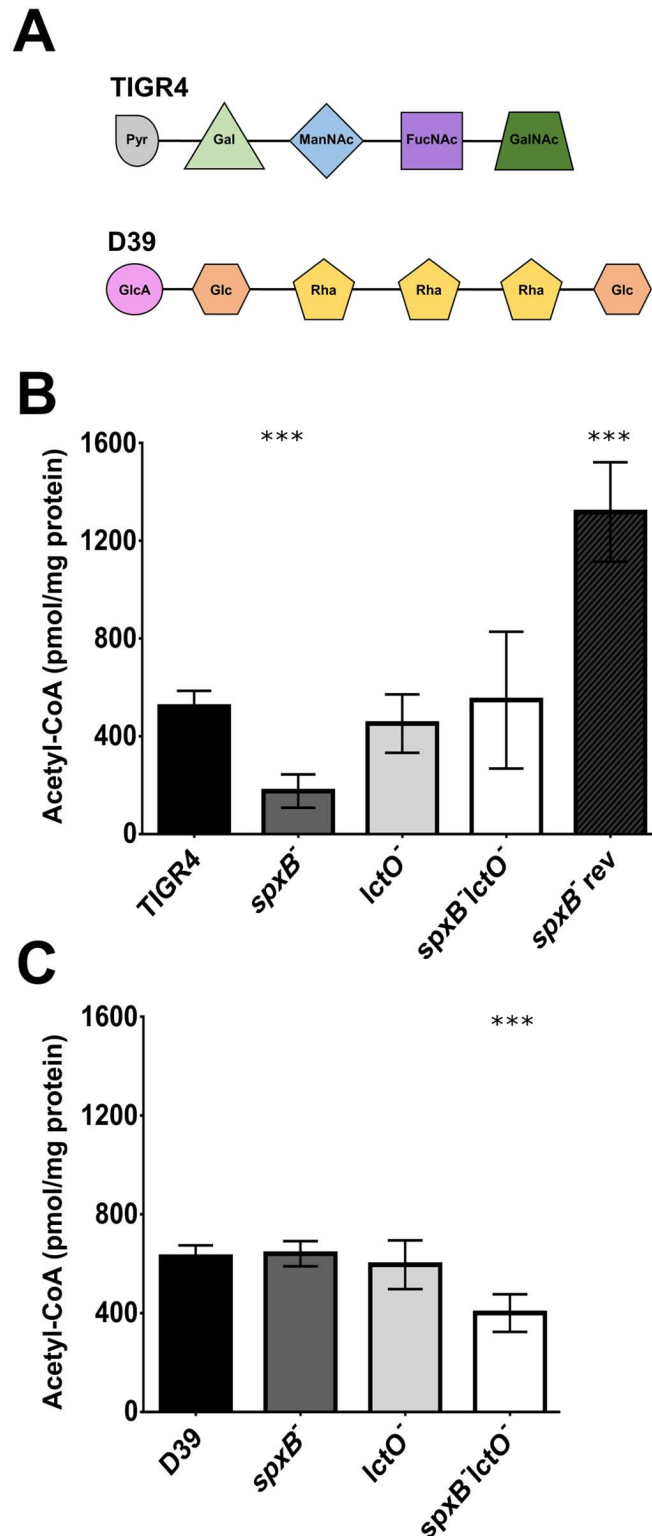 A
TIGR4
Pyr Gal ManNAc FucNAc GalNAc
D39
GlcA Glc Rha Rha Rha Glc
B
Acetyl-CoA (pmol/mg protein)
1600
1200
800
400
0
*** ***
TIGR4 spxB⁻ lctO⁻ spxB⁻lctO⁻ spxB⁻ rev
C
Acetyl-CoA (pmol/mg protein)
1600
1200
800
400
0
***
D39 spxB⁻ lctO⁻ spxB⁻lctO⁻